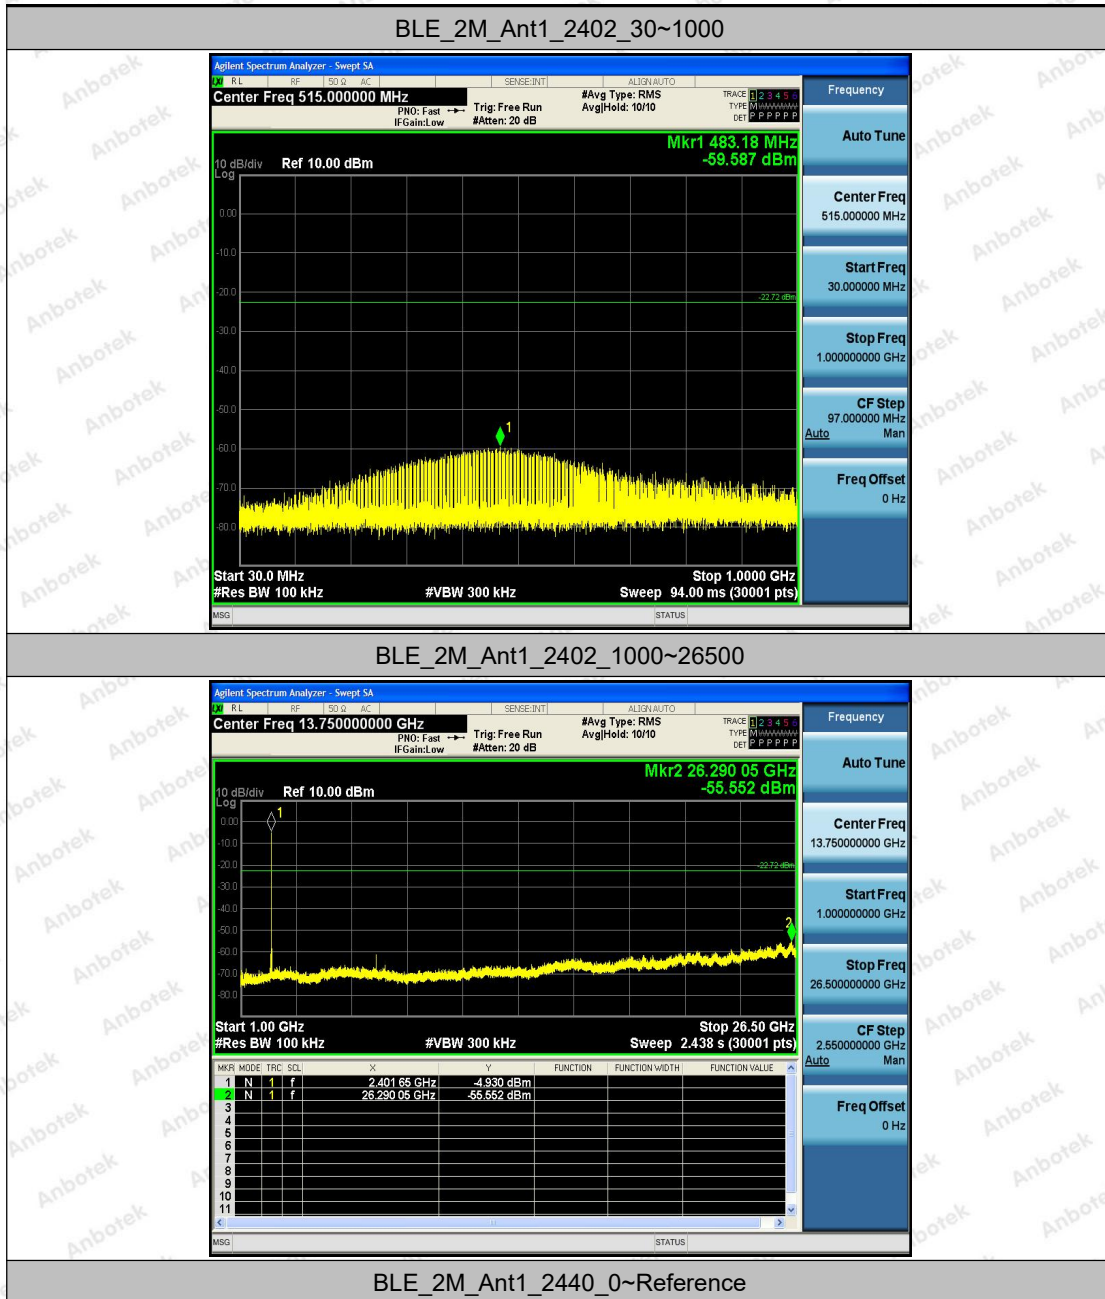 BLE_2M_Ant1_2402_30~1000
Agilent Spectrum Analyzer - Swept SA
RL RF 50 Ω AC SENSE:INT ALIGN AUTO
Center Freq 515.000000 MHz
PNO: Fast
IFGain:Low
Trig: Free Run
#Atten: 20 dB
#Avg Type: RMS
Avg|Hold: 10/10
TRACE 1 2 3 4 5 6
TYPE M
DET P P P P P P
Mkr1 483.18 MHz
-59.587 dBm
10 dB/div Ref 10.00 dBm
Log
0.00
-10.0
-20.0
-22.72 dBm
-30.0
-40.0
-50.0
1
-60.0
-70.0
-80.0
Start 30.0 MHz Stop 1.0000 GHz
#Res BW 100 kHz #VBW 300 kHz Sweep 94.00 ms (30001 pts)
MSG STATUS
Frequency
Auto Tune
Center Freq
515.000000 MHz
Start Freq
30.000000 MHz
Stop Freq
1.000000000 GHz
CF Step
97.000000 MHz
Auto Man
Freq Offset
0 Hz
BLE_2M_Ant1_2402_1000~26500
Agilent Spectrum Analyzer - Swept SA
RL RF 50 Ω AC SENSE:INT ALIGN AUTO
Center Freq 13.750000000 GHz
PNO: Fast
IFGain:Low
Trig: Free Run
#Atten: 20 dB
#Avg Type: RMS
Avg|Hold: 10/10
TRACE 1 2 3 4 5 6
TYPE M
DET P P P P P P
Mkr2 26.290 05 GHz
-55.552 dBm
10 dB/div Ref 10.00 dBm
Log
0.00
1
-10.0
-20.0
-22.72 dBm
-30.0
-40.0
-50.0
2
-60.0
-70.0
-80.0
Start 1.00 GHz Stop 26.50 GHz
#Res BW 100 kHz #VBW 300 kHz Sweep 2.438 s (30001 pts)
MKR MODE TRC SCL X Y FUNCTION FUNCTION WIDTH FUNCTION VALUE
1 N 1 f 2.401 65 GHz -4.930 dBm
2 N 1 f 26.290 05 GHz -55.552 dBm
3
4
5
6
7
8
9
10
11
MSG STATUS
Frequency
Auto Tune
Center Freq
13.750000000 GHz
Start Freq
1.000000000 GHz
Stop Freq
26.500000000 GHz
CF Step
2.550000000 GHz
Auto Man
Freq Offset
0 Hz
BLE_2M_Ant1_2440_0~Reference